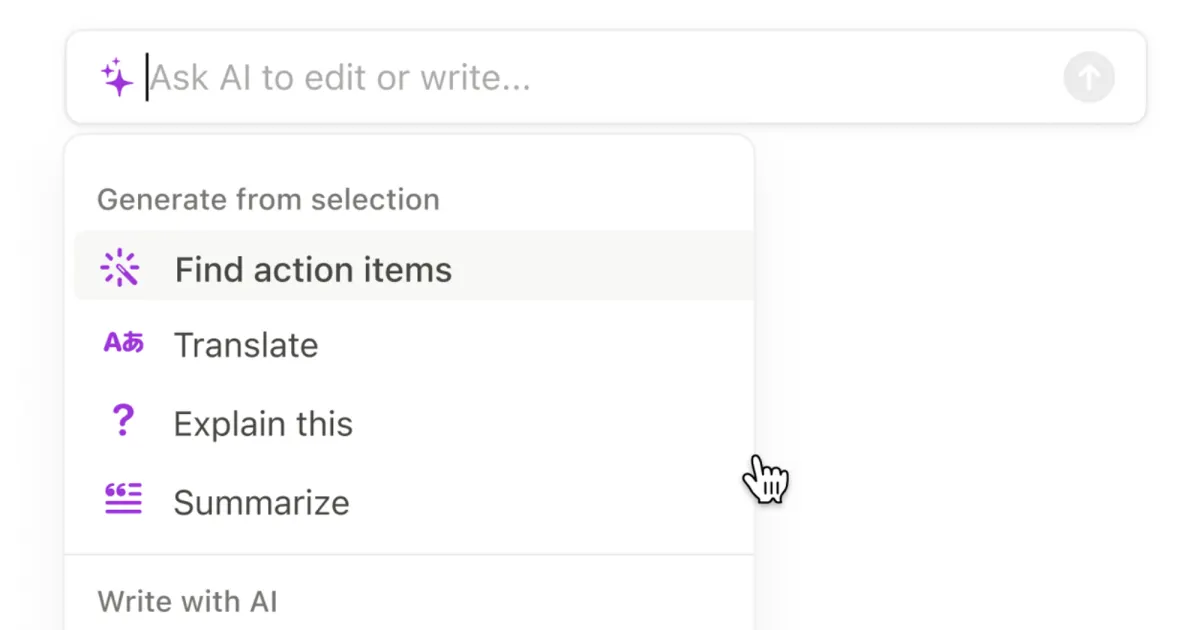 Ask AI to edit or write...
Generate from selection
Find action items
Aあ Translate
? Explain this
Summarize
Write with AI